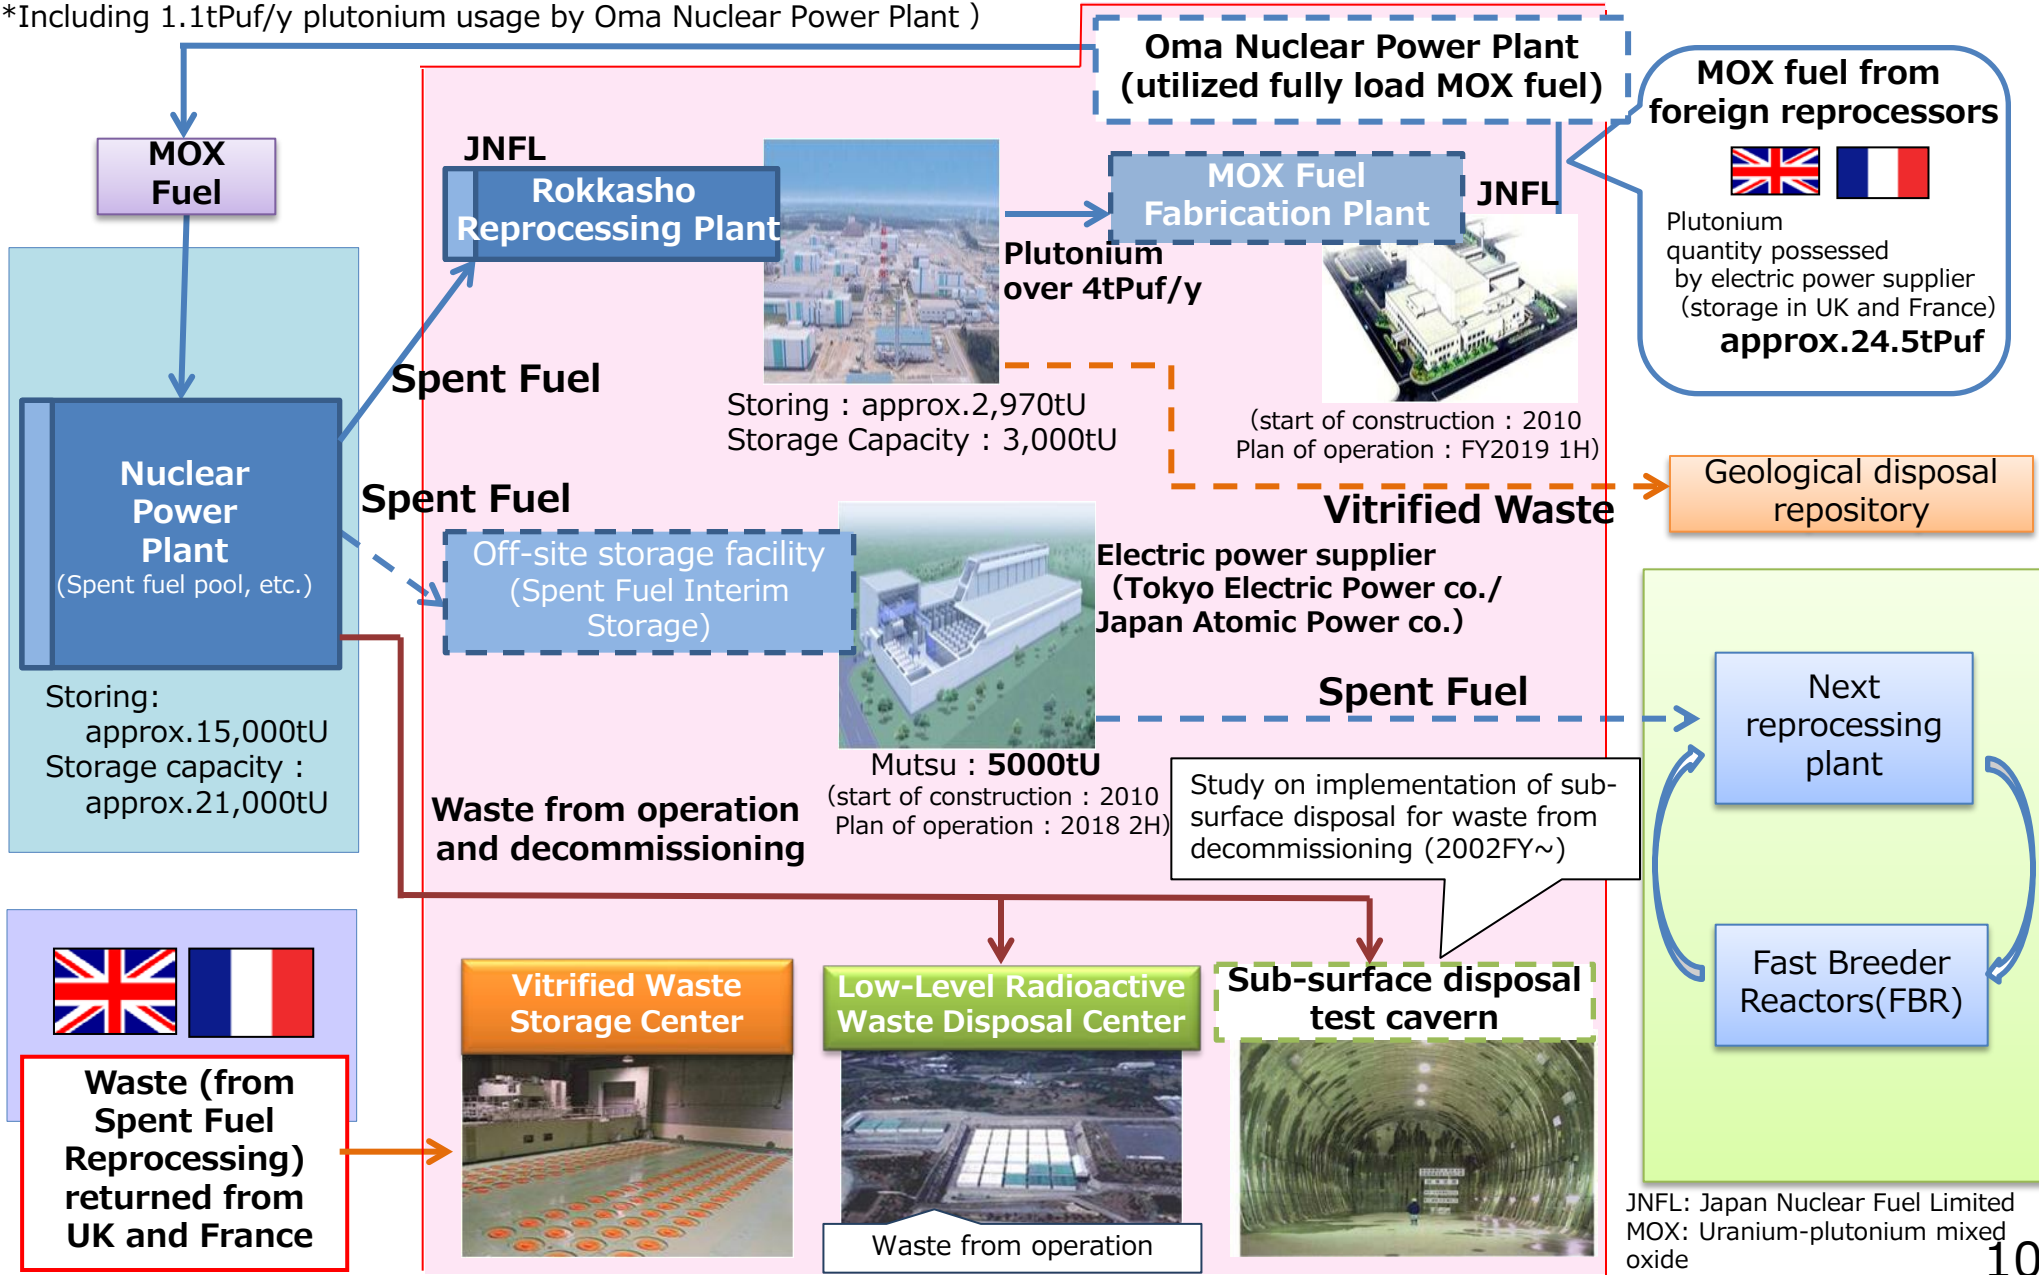 *Including 1.1tPuf/y plutonium usage by Oma Nuclear Power Plant )
Oma Nuclear Power Plant
(utilized fully load MOX fuel)
MOX fuel from
foreign reprocessors
Plutonium
quantity possessed
by electric power supplier
(storage in UK and France)
approx.24.5tPuf
MOX
Fuel
JNFL
Rokkasho
Reprocessing Plant
MOX Fuel
Fabrication Plant
JNFL
Plutonium
over 4tPuf/y
Spent Fuel
Storing : approx.2,970tU
Storage Capacity : 3,000tU
(start of construction : 2010
Plan of operation : FY2019 1H)
Nuclear
Power
Plant
(Spent fuel pool, etc.)
Spent Fuel
Vitrified Waste
Geological disposal
repository
Off-site storage facility
(Spent Fuel Interim
Storage)
Electric power supplier
(Tokyo Electric Power co./
Japan Atomic Power co.)
Spent Fuel
Next
reprocessing
plant
Storing:
approx.15,000tU
Storage capacity :
approx.21,000tU
Mutsu : 5000tU
(start of construction : 2010
Plan of operation : 2018 2H)
Waste from operation
and decommissioning
Study on implementation of sub-
surface disposal for waste from
decommissioning (2002FY~)
Fast Breeder
Reactors(FBR)
Vitrified Waste
Storage Center
Low-Level Radioactive
Waste Disposal Center
Sub-surface disposal
test cavern
Waste (from
Spent Fuel
Reprocessing)
returned from
UK and France
Waste from operation
JNFL: Japan Nuclear Fuel Limited
MOX: Uranium-plutonium mixed
oxide
10